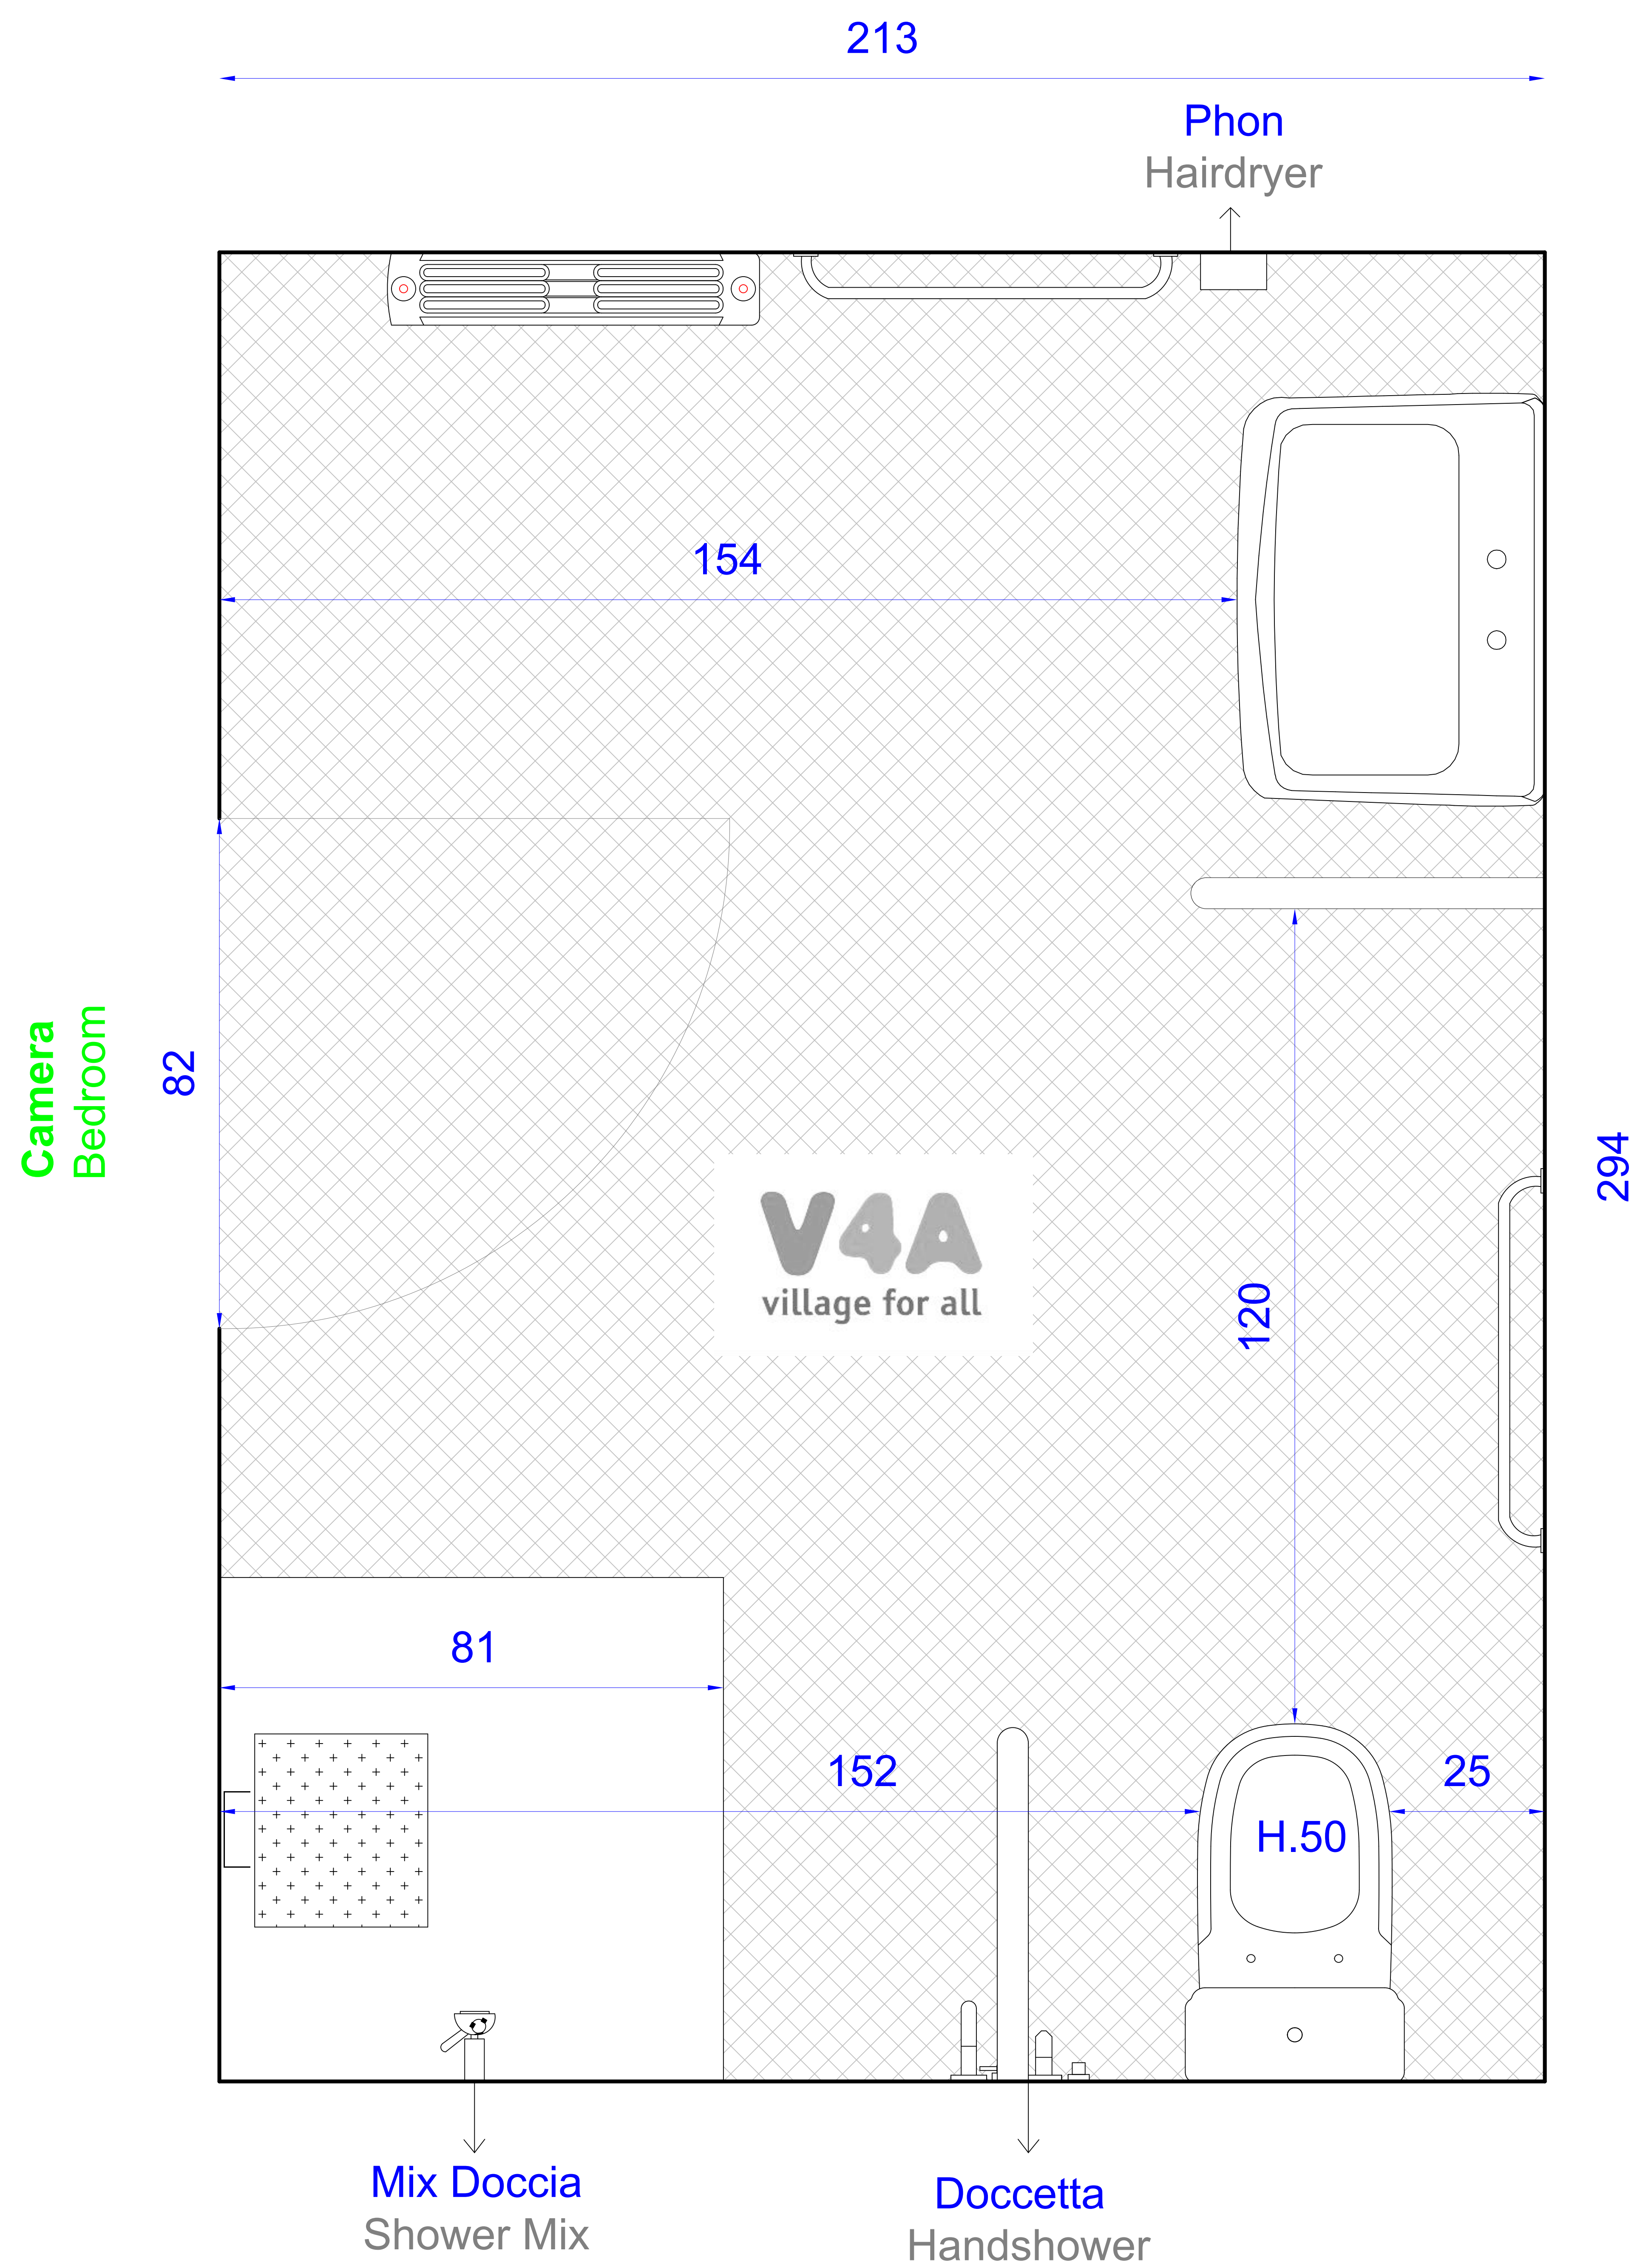 213
Phon
Hairdryer
154
Camera
Bedroom
82
294
V4A
village for all
120
81
152
25
H.50
Mix Doccia
Shower Mix
Doccetta
Handshower